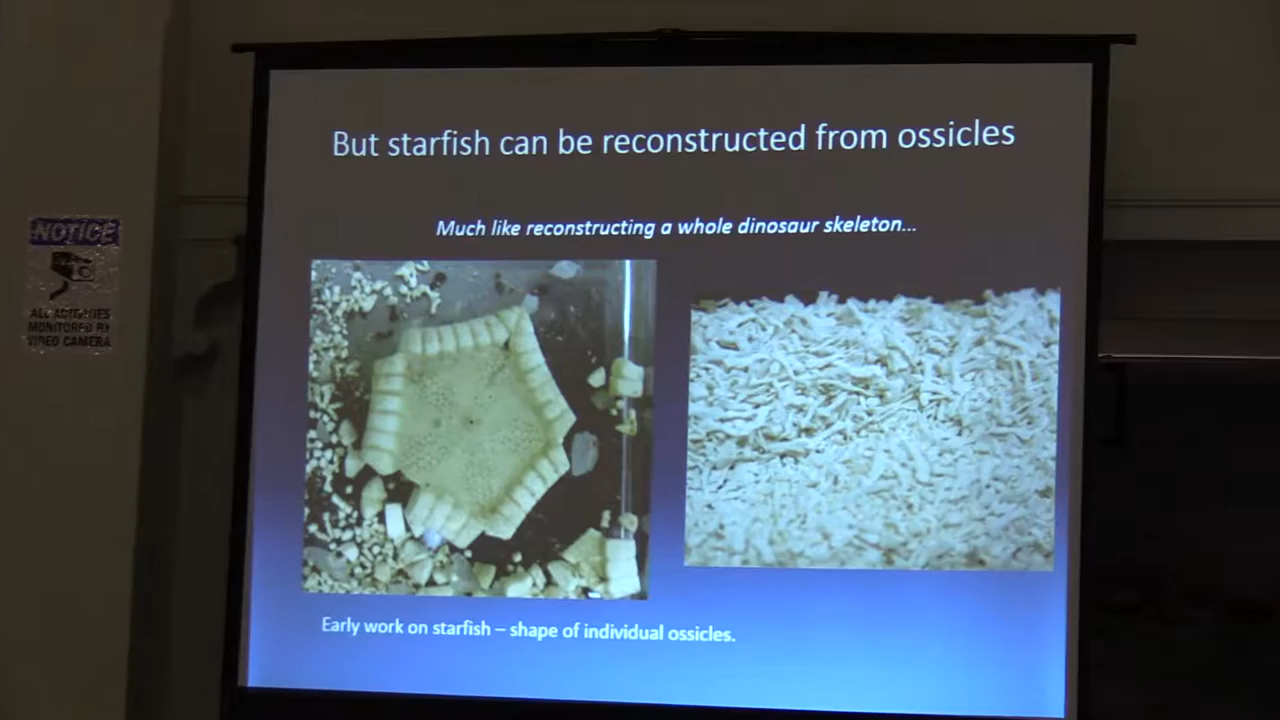 But starfish can be reconstructed from ossicles
Much like reconstructing a whole dinosaur skeleton...
Early work on starfish – shape of individual ossicles.
NOTICE
ALL ACTIVITIES
MONITORED BY
VIDEO CAMERA